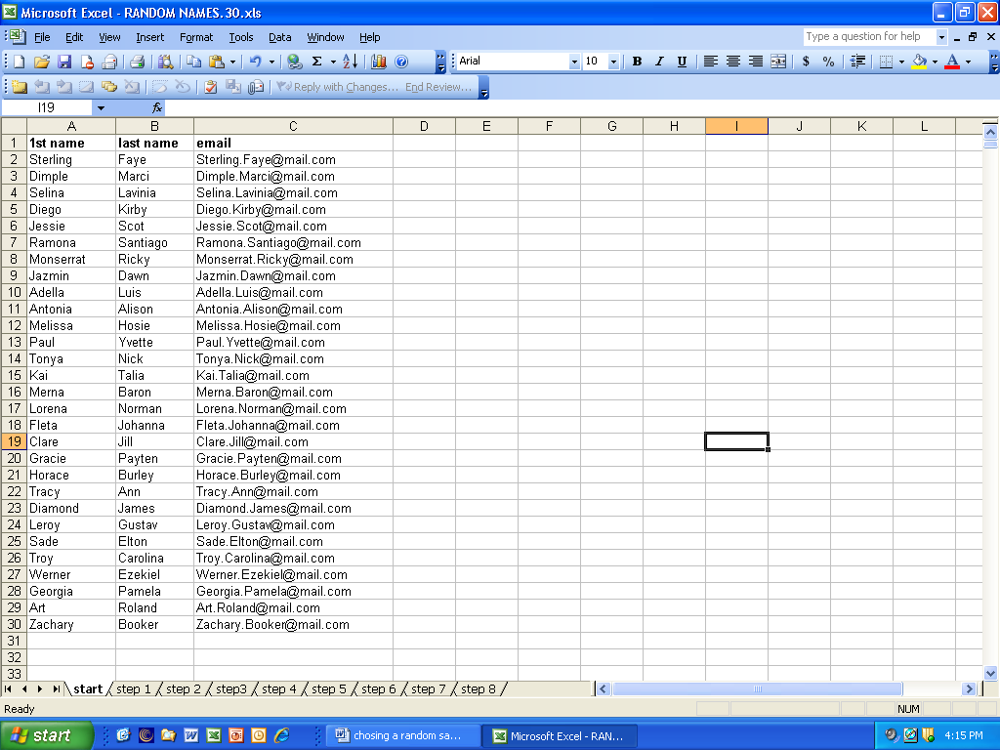 Microsoft Excel - RANDOM NAMES.30.xls
File Edit View Insert Format Tools Data Window Help Type a question for help
Arial 10 B I U $ %
Reply with Changes... End Review...
I19 fx
A B C D E F G H I J K L
1 1st name last name email
2 Sterling Faye Sterling.Faye@mail.com
3 Dimple Marci Dimple.Marci@mail.com
4 Selina Lavinia Selina.Lavinia@mail.com
5 Diego Kirby Diego.Kirby@mail.com
6 Jessie Scot Jessie.Scot@mail.com
7 Ramona Santiago Ramona.Santiago@mail.com
8 Monserrat Ricky Monserrat.Ricky@mail.com
9 Jazmin Dawn Jazmin.Dawn@mail.com
10 Adella Luis Adella.Luis@mail.com
11 Antonia Alison Antonia.Alison@mail.com
12 Melissa Hosie Melissa.Hosie@mail.com
13 Paul Yvette Paul.Yvette@mail.com
14 Tonya Nick Tonya.Nick@mail.com
15 Kai Talia Kai.Talia@mail.com
16 Merna Baron Merna.Baron@mail.com
17 Lorena Norman Lorena.Norman@mail.com
18 Fleta Johanna Fleta.Johanna@mail.com
19 Clare Jill Clare.Jill@mail.com
20 Gracie Payten Gracie.Payten@mail.com
21 Horace Burley Horace.Burley@mail.com
22 Tracy Ann Tracy.Ann@mail.com
23 Diamond James Diamond.James@mail.com
24 Leroy Gustav Leroy.Gustav@mail.com
25 Sade Elton Sade.Elton@mail.com
26 Troy Carolina Troy.Carolina@mail.com
27 Werner Ezekiel Werner.Ezekiel@mail.com
28 Georgia Pamela Georgia.Pamela@mail.com
29 Art Roland Art.Roland@mail.com
30 Zachary Booker Zachary.Booker@mail.com
31
32
33
start step 1 step 2 step3 step 4 step 5 step 6 step 7 step 8
Ready NUM
start chosing a random sa... Microsoft Excel - RAN... 4:15 PM